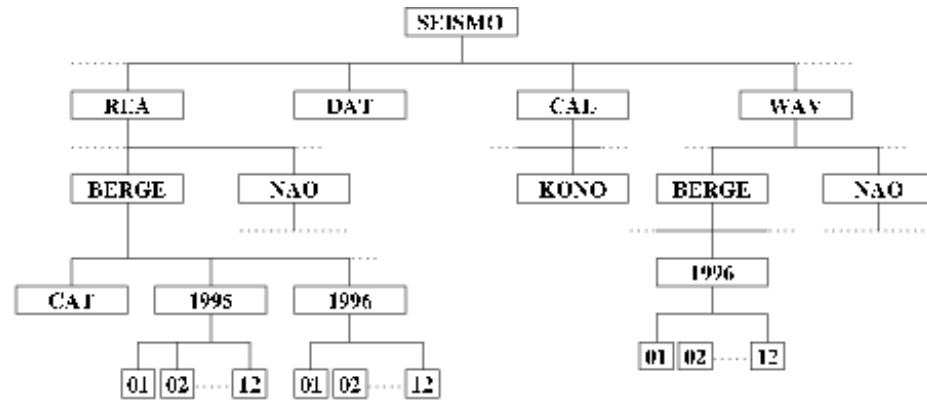 SEISMO
REA DAT CAL WAV
BERGE NAO KONO BERGE NAO
1996
CAT 1995 1996
01 02 12
01 02 12 01 02 12